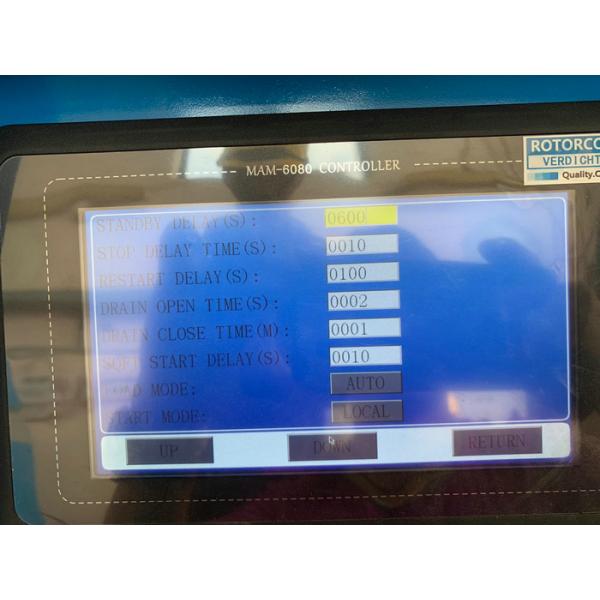 MAM-6080 CONTROLLER
ROTORCO
VERDICHT
Quality.C
STANDBY DELAY(S): 0600
STOP DELAY TIME(S): 0010
RESTART DELAY(S): 0100
DRAIN OPEN TIME(S): 0002
DRAIN CLOSE TIME(M): 0001
SOFT START DELAY(S): 0010
LOAD MODE: AUTO
START MODE: LOCAL
UP DOWN RETURN